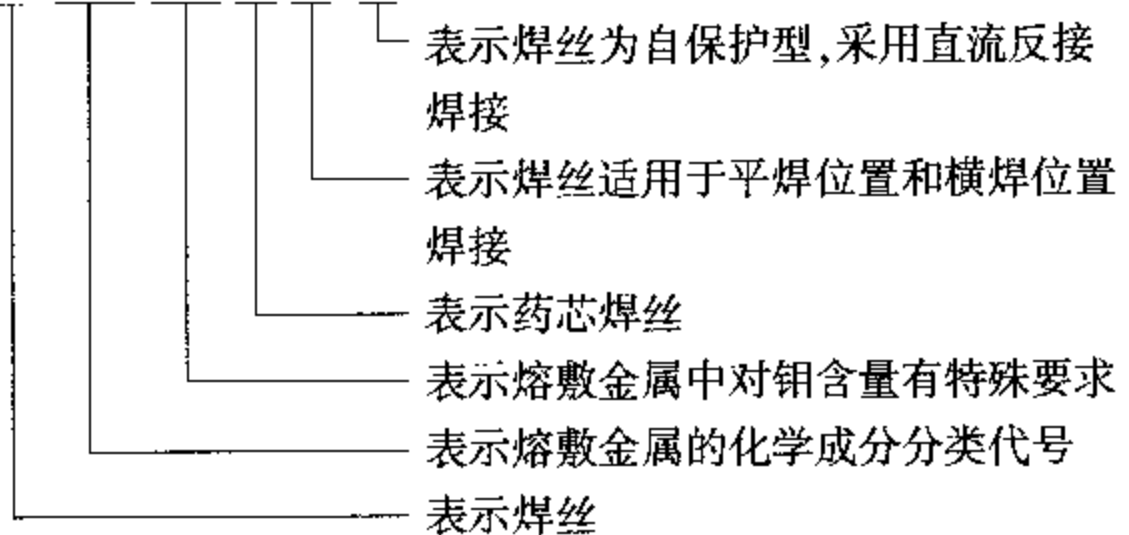 表示焊丝为自保护型,采用直流反接
焊接
表示焊丝适用于平焊位置和横焊位置
焊接
表示药芯焊丝
表示熔敷金属中对钼含量有特殊要求
表示熔敷金属的化学成分分类代号
表示焊丝